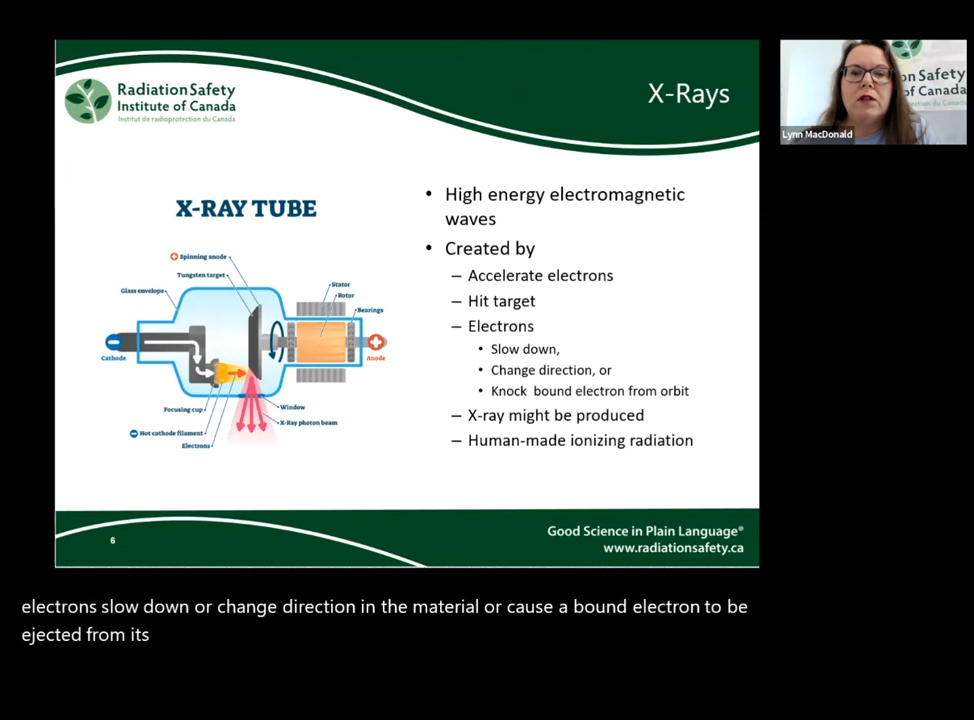 Radiation Safety
Institute of Canada
Institut de radioprotection du Canada
X-Rays
on Safety
of Canada
Lynn MacDonald
X-RAY TUBE
Spinning anode
Tungsten target
Glass envelope
Stator
Rotor
Bearings
Cathode
Anode
Focusing cup
Window
X-Ray photon beam
Hot cathode filament
Electrons
• High energy electromagnetic
waves
• Created by
– Accelerate electrons
– Hit target
– Electrons
• Slow down,
• Change direction, or
• Knock bound electron from orbit
– X-ray might be produced
– Human-made ionizing radiation
6
Good Science in Plain Language®
www.radiationsafety.ca
electrons slow down or change direction in the material or cause a bound electron to be
ejected from its